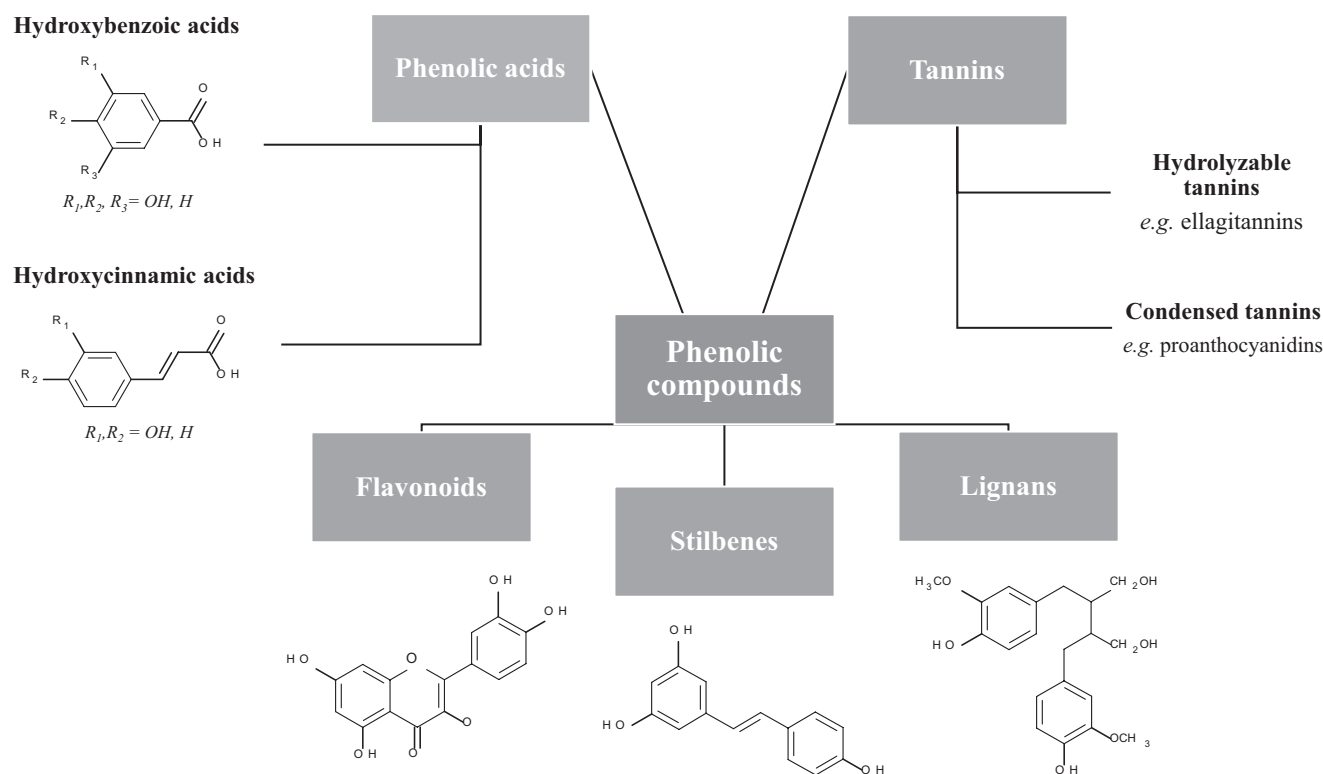 Hydroxybenzoic acids
R1
R2
R3
O
OH
R1,R2, R3= OH, H
Phenolic acids
Tannins
Hydrolyzable
tannins
e.g. ellagitannins
Hydroxycinnamic acids
R1
R2
O
OH
R1,R2 = OH, H
Condensed tannins
e.g. proanthocyanidins
Phenolic
compounds
Flavonoids
Stilbenes
Lignans
OH
OH
HO
O
O
OH
O
OH
HO
OH
H3CO
CH2OH
HO
CH2OH
OCH3
OH